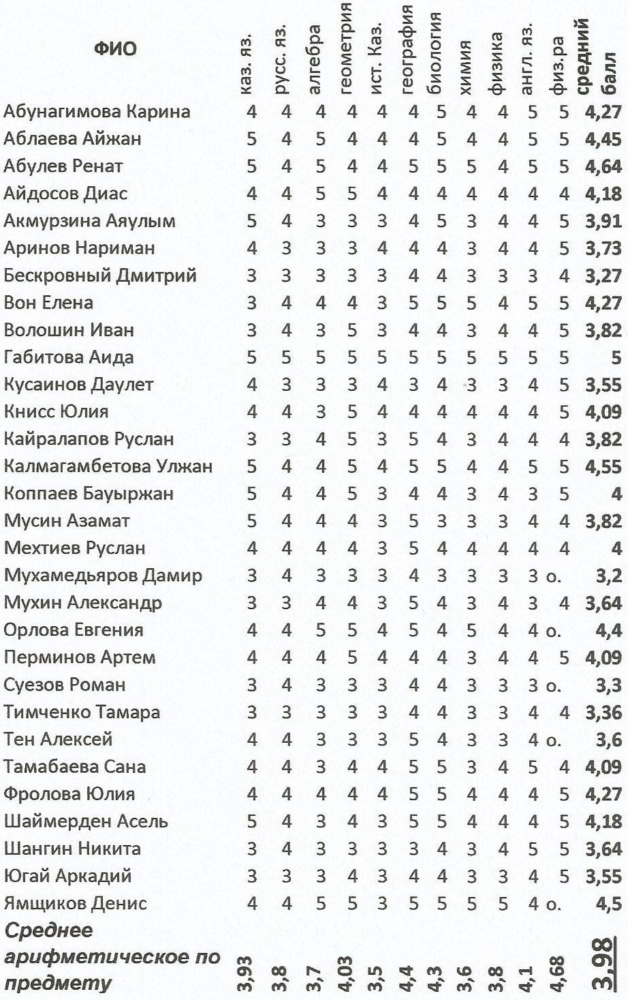 ФИО каз. яз. русс. яз. алгебра геометрия ист. Каз. география биология химия физика англ. яз. физ.ра средний балл
Абунагимова Карина 4 4 4 4 4 4 5 4 4 5 5 4,27
Аблаева Айжан 5 4 5 4 4 4 5 4 4 5 5 4,45
Абулев Ренат 5 4 5 4 4 5 5 5 4 5 5 4,64
Айдосов Диас 4 4 5 5 4 4 4 4 4 4 4 4,18
Акмурзина Аяулым 5 4 3 3 3 4 5 3 4 4 5 3,91
Аринов Нариман 4 3 3 3 4 4 4 3 4 4 5 3,73
Бескровный Дмитрий 3 3 3 3 3 4 4 3 3 3 4 3,27
Вон Елена 3 4 4 4 3 5 5 5 4 5 5 4,27
Волошин Иван 3 4 3 5 3 4 4 3 4 4 5 3,82
Габитова Аида 5 5 5 5 5 5 5 5 5 5 5 5
Кусаинов Даулет 4 3 3 3 4 3 4 3 3 4 5 3,55
Книсс Юлия 4 4 3 5 4 4 4 4 4 4 5 4,09
Кайралапов Руслан 3 3 4 5 3 5 4 3 4 4 4 3,82
Калмагамбетова Улжан 5 4 4 5 4 5 5 4 4 5 5 4,55
Коппаев Бауыржан 5 4 4 5 3 4 4 3 4 3 5 4
Мусин Азамат 5 4 4 4 3 5 3 3 3 4 4 3,82
Мехтиев Руслан 4 4 4 4 3 5 4 4 4 4 4 4
Мухамедьяров Дамир 3 4 3 3 3 4 3 3 3 3 о. 3,2
Мухин Александр 3 3 4 4 3 5 4 3 4 3 4 3,64
Орлова Евгения 4 4 5 5 4 5 4 5 4 4 о. 4,4
Перминов Артем 4 4 4 5 4 4 4 3 4 4 5 4,09
Суезов Роман 3 4 3 3 3 4 4 3 3 3 о. 3,3
Тимченко Тамара 3 3 3 3 3 4 4 3 3 4 4 3,36
Тен Алексей 4 4 3 3 3 5 4 3 3 4 о. 3,6
Тамабаева Сана 4 4 3 4 4 5 5 3 4 5 4 4,09
Фролова Юлия 4 4 4 4 4 5 5 4 4 4 5 4,27
Шаймерден Асель 5 4 3 4 3 5 5 4 4 4 5 4,18
Шангин Никита 3 4 3 3 3 3 4 3 4 5 5 3,64
Югай Аркадий 3 3 3 4 3 4 4 3 3 4 5 3,55
Ямщиков Денис 4 4 5 5 3 5 5 5 5 4 о. 4,5
Среднее
арифметическое по
предмету 3,93 3,8 3,7 4,03 3,5 4,4 4,3 3,6 3,8 4,1 4,68 3,98